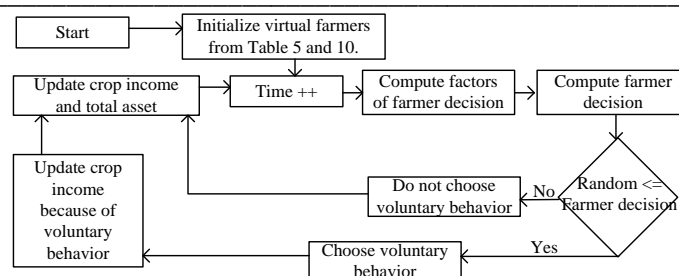 Start
Initialize virtual farmers
from Table 5 and 10.
Update crop income
and total asset
Time ++
Compute factors
of farmer decision
Compute farmer
decision
Update crop
income
because of
voluntary
behavior
Do not choose
voluntary behavior
No
Random <=
Farmer decision
Choose voluntary
behavior
Yes